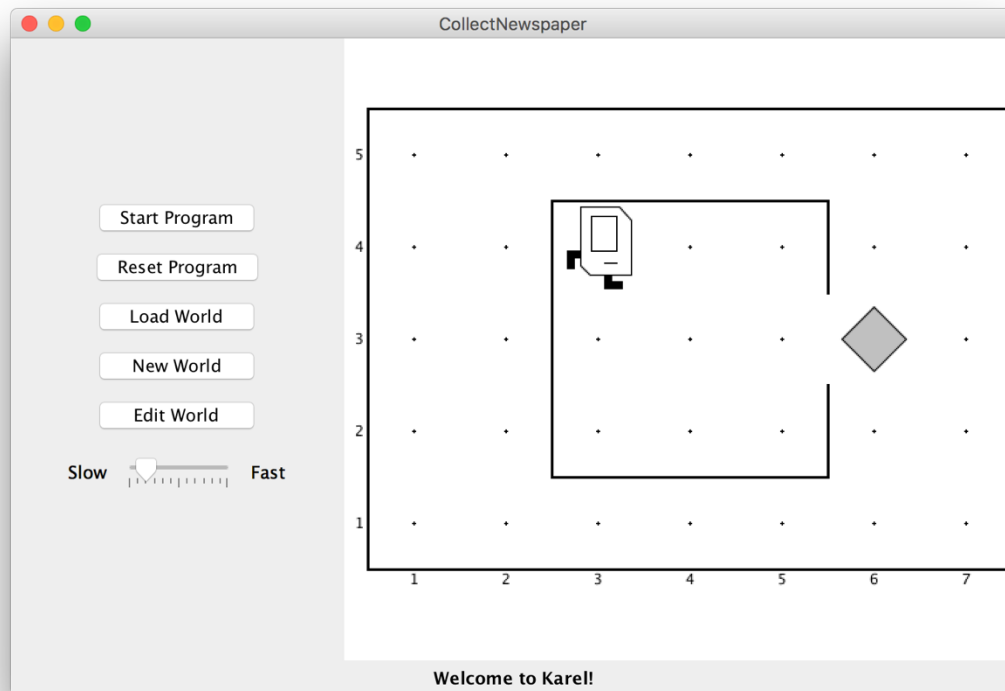 CollectNewspaper
Start Program
Reset Program
Load World
New World
Edit World
Slow Fast
5
4
3
2
1
1 2 3 4 5 6 7
Welcome to Karel!